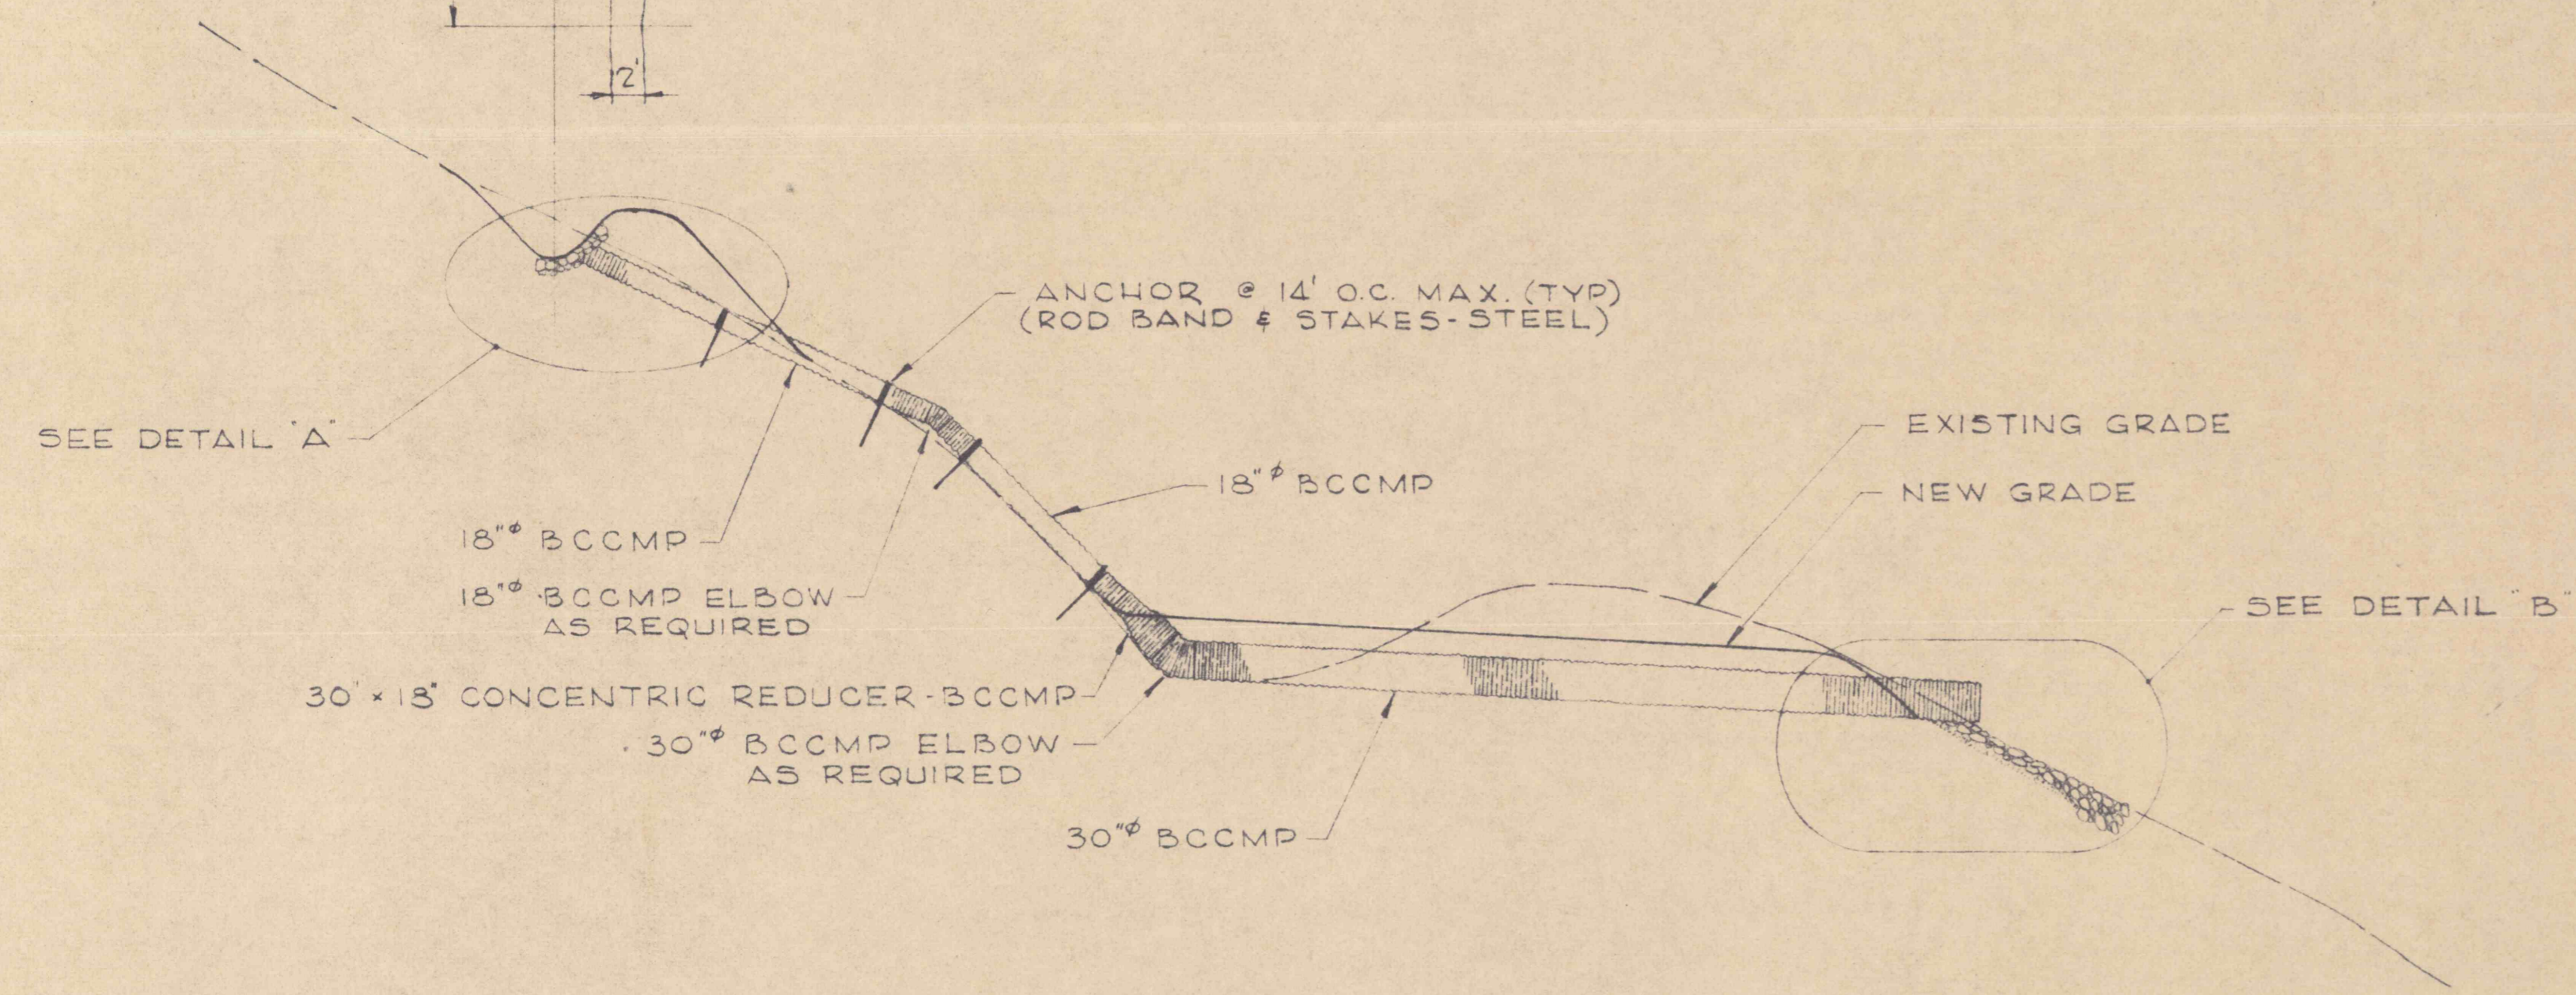 2'
ANCHOR @ 14' O.C. MAX. (TYP)
(ROD BAND & STAKES-STEEL)
SEE DETAIL "A"
EXISTING GRADE
NEW GRADE
18"ø BCCMP
18"ø BCCMP
18"ø BCCMP ELBOW
AS REQUIRED
SEE DETAIL "B"
30" × 18" CONCENTRIC REDUCER-BCCMP
30"ø BCCMP ELBOW
AS REQUIRED
30"ø BCCMP